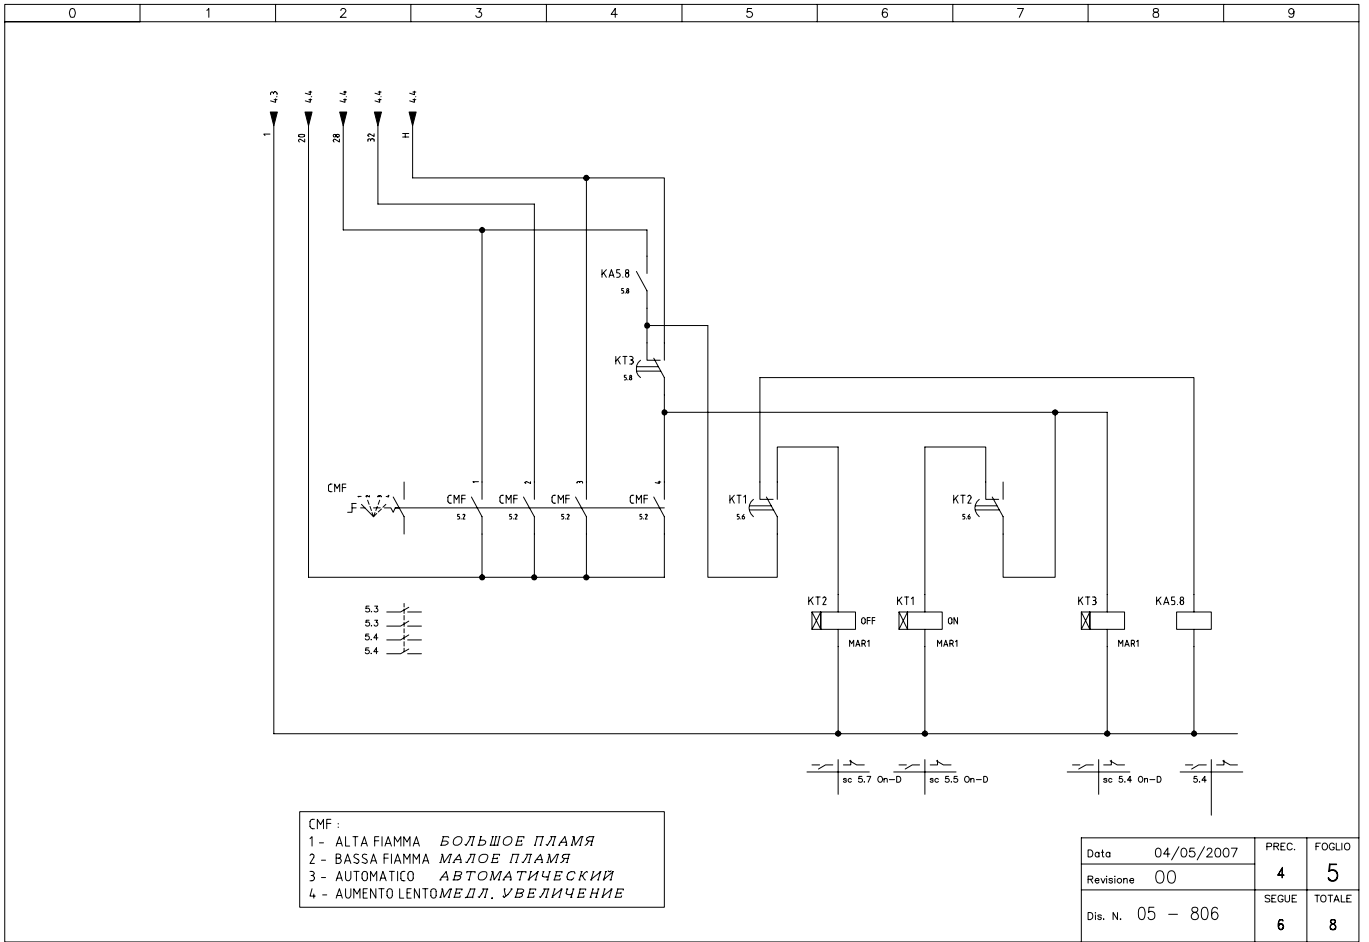 0 1 2 3 4 5 6 7 8 9
4.3 4.4 4.4 4.4 4.4
1 20 28 32 H
KA5.8
5.8
KT3
5.8
1 2 3 4
CMF CMF CMF CMF CMF KT1 KT2
5.2 5.2 5.2 5.2 5.6 5.6
KT2 KT1 KT3 KA5.8
5.3
5.3
5.4
5.4
OFF ON
MAR1 MAR1 MAR1
sc 5.7 On-D sc 5.5 On-D sc 5.4 On-D 5.4
CMF :
1 - ALTA FIAMMA БОЛЬШОЕ ПЛАМЯ
2 - BASSA FIAMMA МАЛОЕ ПЛАМЯ
3 - AUTOMATICO АВТОМАТИЧЕСКИЙ
4 - AUMENTO LENTO МЕДЛ. УВЕЛИЧЕНИЕ
Data 04/05/2007
Revisione 00
Dis. N. 05 - 806
PREC. FOGLIO
4 5
SEGUE TOTALE
6 8